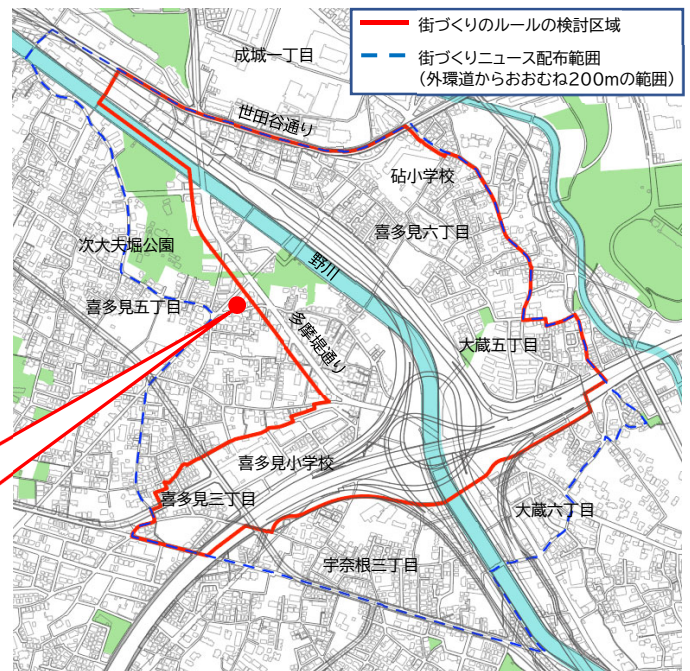 街づくりのルールの検討区域
街づくりニュース配布範囲
（外環道からおおむね200mの範囲）
成城一丁目
世田谷通り
砧小学校
喜多見六丁目
次大夫堀公園
野川
喜多見五丁目
多摩堤通り
大蔵五丁目
喜多見小学校
喜多見三丁目
大蔵六丁目
宇奈根三丁目